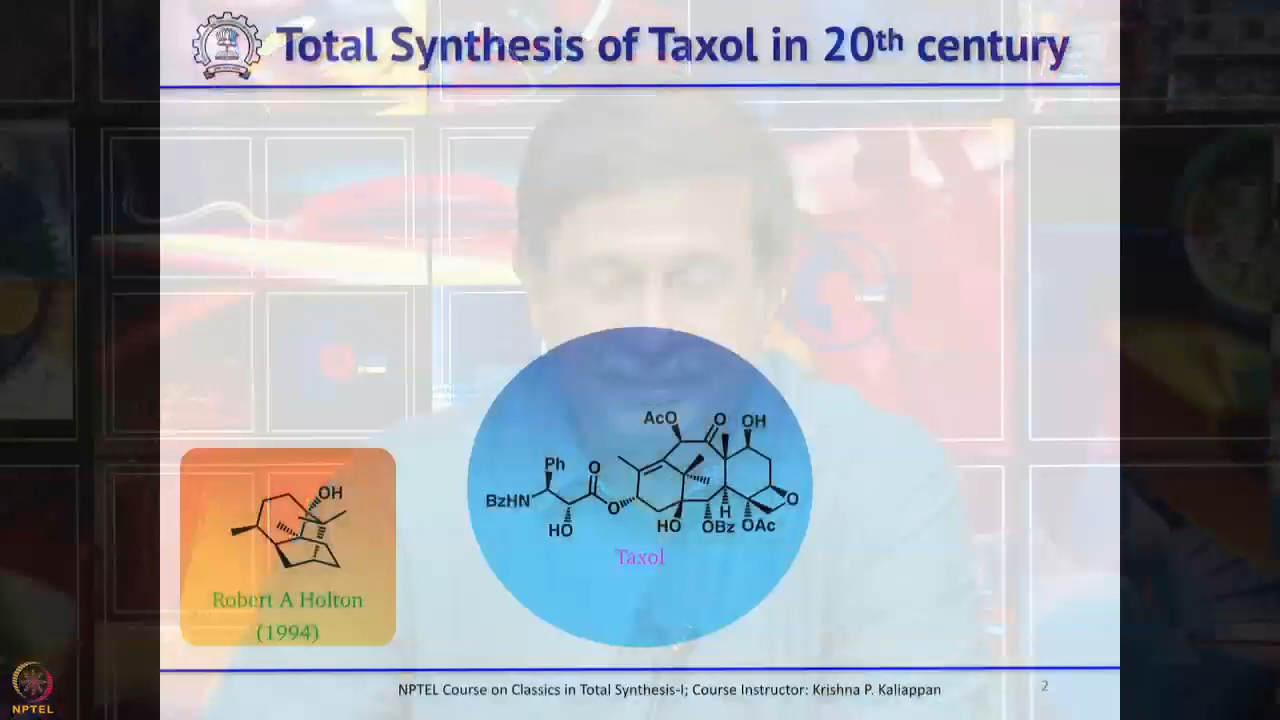 Total Synthesis of Taxol in 20th century
AcO
O
OH
Ph
O
BzHN
O
O
HO
H
HO
OBz
OAc
Taxol
OH
Robert A Holton
(1994)
NPTEL Course on Classics in Total Synthesis-I; Course Instructor: Krishna P. Kaliappan
2
NPTEL